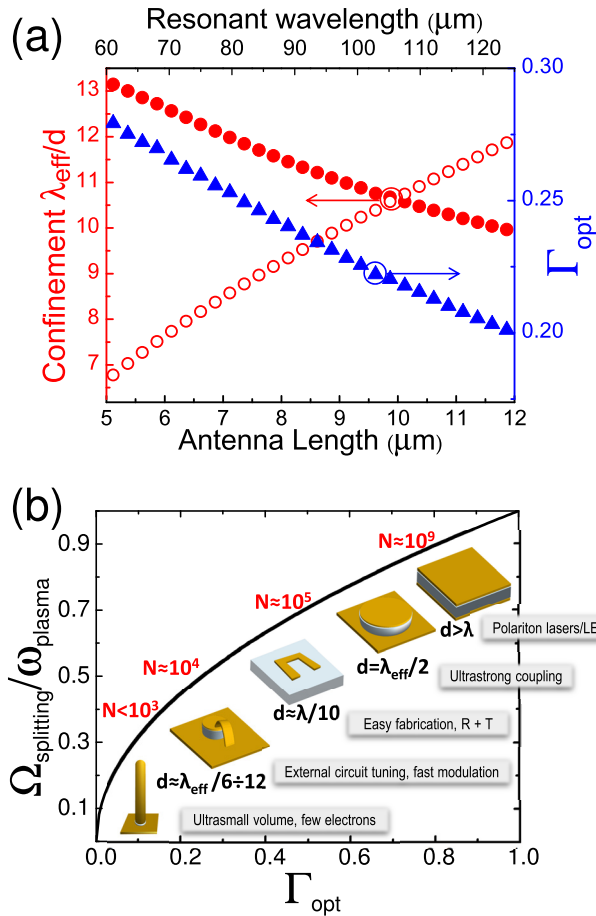 (a)
Resonant wavelength (μm)
60 70 80 90 100 110 120
Confinement λeff/d
13
12
11
10
9
8
7
0.30
0.25
0.20
Γopt
5 6 7 8 9 10 11 12
Antenna Length (μm)
(b)
Ωsplitting/ωplasma
0.9
0.7
0.5
0.3
0.1
N≈10⁹
N≈10⁵
N≈10⁴
N<10³
d>λ
Polariton lasers/LE
d=λeff/2
Ultrastrong coupling
d≈λ/10
Easy fabrication, R + T
d≈λeff/6÷12
External circuit tuning, fast modulation
Ultrasmall volume, few electrons
0.0 0.2 0.4 0.6 0.8 1.0
Γopt